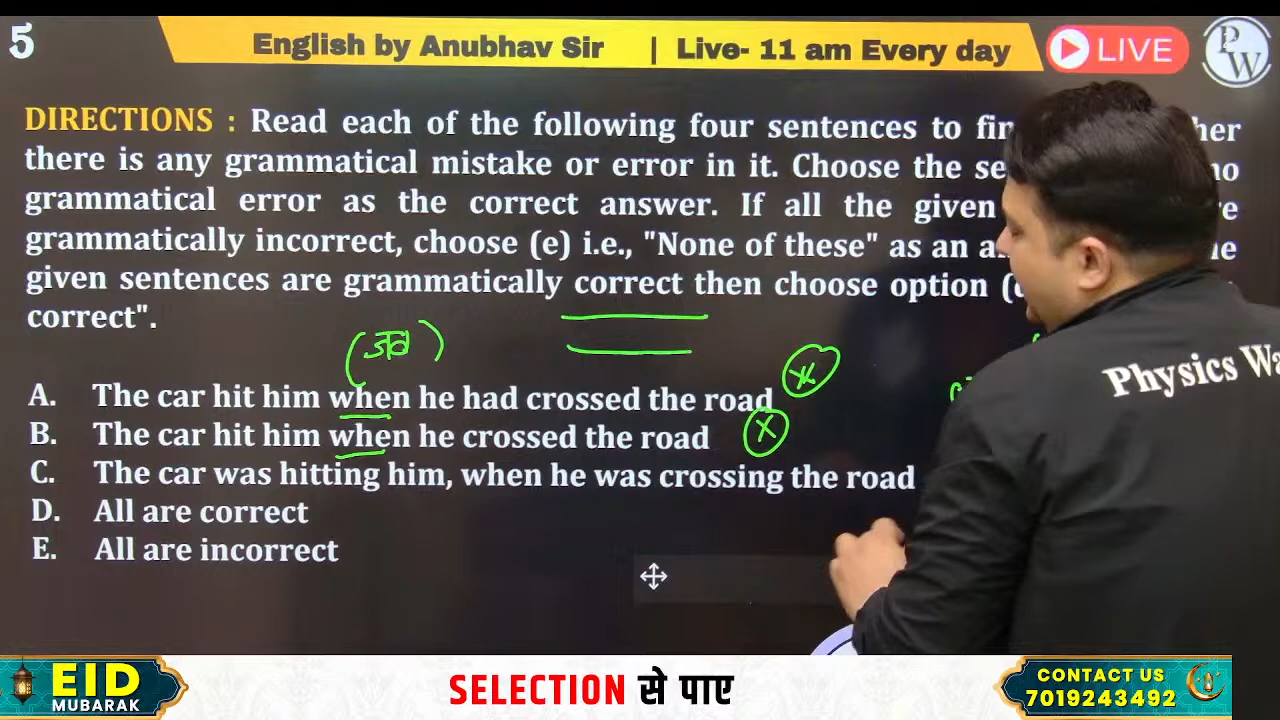 5
English by Anubhav Sir | Live- 11 am Every day
LIVE
PW
DIRECTIONS : Read each of the following four sentences to
there is any grammatical mistake or error in it. Choose the
grammatical error as the correct answer. If all the given
grammatically incorrect, choose (e) i.e., "None of these" as an
given sentences are grammatically correct then choose option
correct".
(जब)
A. The car hit him when he had crossed the road
B. The car hit him when he crossed the road
C. The car was hitting him, when he was crossing the road
D. All are correct
E. All are incorrect
Physics
EID
MUBARAK
SELECTION से पाए
CONTACT US
7019243492